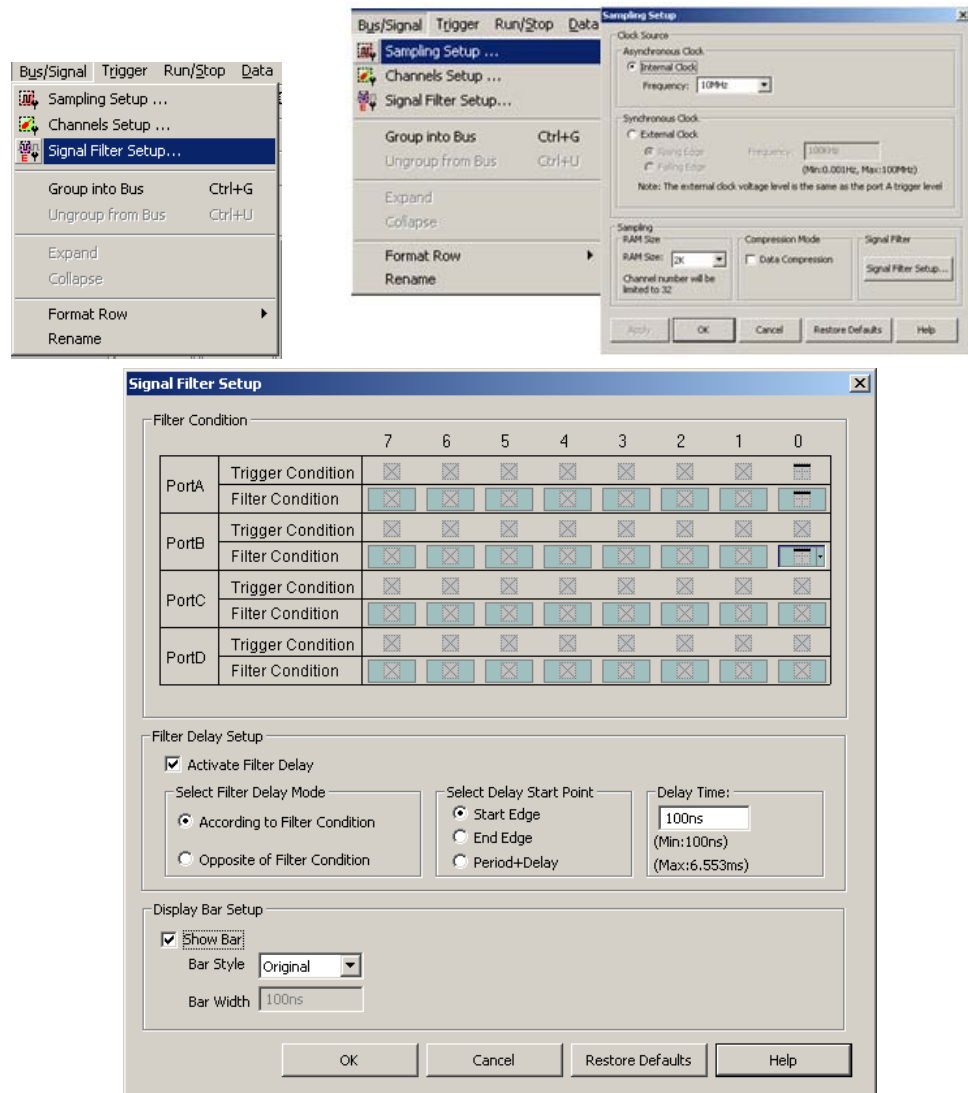 Bus/Signal Trigger Run/Stop Data
Sampling Setup ...
Channels Setup ...
Signal Filter Setup...
Group into Bus Ctrl+G
Ungroup from Bus Ctrl+U
Expand
Collapse
Format Row
Rename
Bus/Signal Trigger Run/Stop Data
Sampling Setup ...
Channels Setup ...
Signal Filter Setup...
Group into Bus Ctrl+G
Ungroup from Bus Ctrl+U
Expand
Collapse
Format Row
Rename
Sampling Setup
Clock Source
Asynchronous Clock
Internal Clock
Frequency: 10MHz
Synchronous Clock
External Clock
Rising Edge Frequency: 100KHz
Falling Edge (Min:0.001Hz, Max:100MHz)
Note: The external clock voltage level is the same as the port A trigger level
Sampling
RAM Size Compression Mode Signal Filter
RAM Size: 2K Data Compression Signal Filter Setup...
Channel number will be
limited to 32
Apply OK Cancel Restore Defaults Help
Signal Filter Setup
Filter Condition
7 6 5 4 3 2 1 0
PortA Trigger Condition
Filter Condition
PortB Trigger Condition
Filter Condition
PortC Trigger Condition
Filter Condition
PortD Trigger Condition
Filter Condition
Filter Delay Setup
Activate Filter Delay
Select Filter Delay Mode Select Delay Start Point Delay Time:
According to Filter Condition Start Edge 100ns
End Edge (Min:100ns)
Opposite of Filter Condition Period+Delay (Max:6.553ms)
Display Bar Setup
Show Bar
Bar Style Original
Bar Width 100ns
OK Cancel Restore Defaults Help